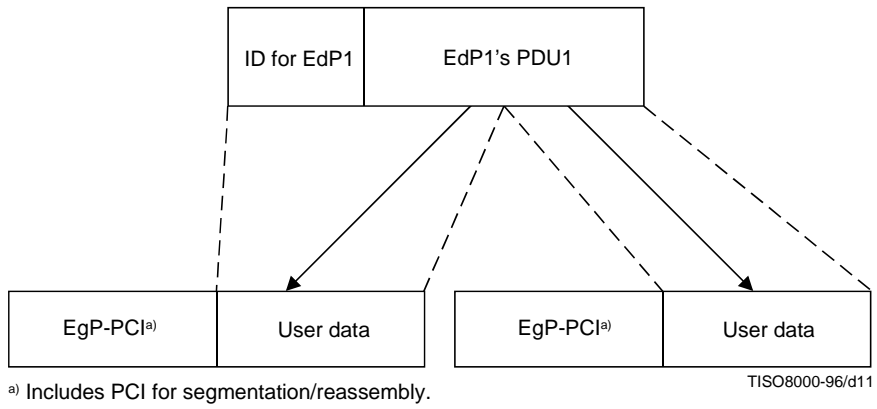 ID for EdP1
EdP1’s PDU1
EgP-PCIa)
User data
EgP-PCIa)
User data
a) Includes PCI for segmentation/reassembly.
TISO8000-96/d11